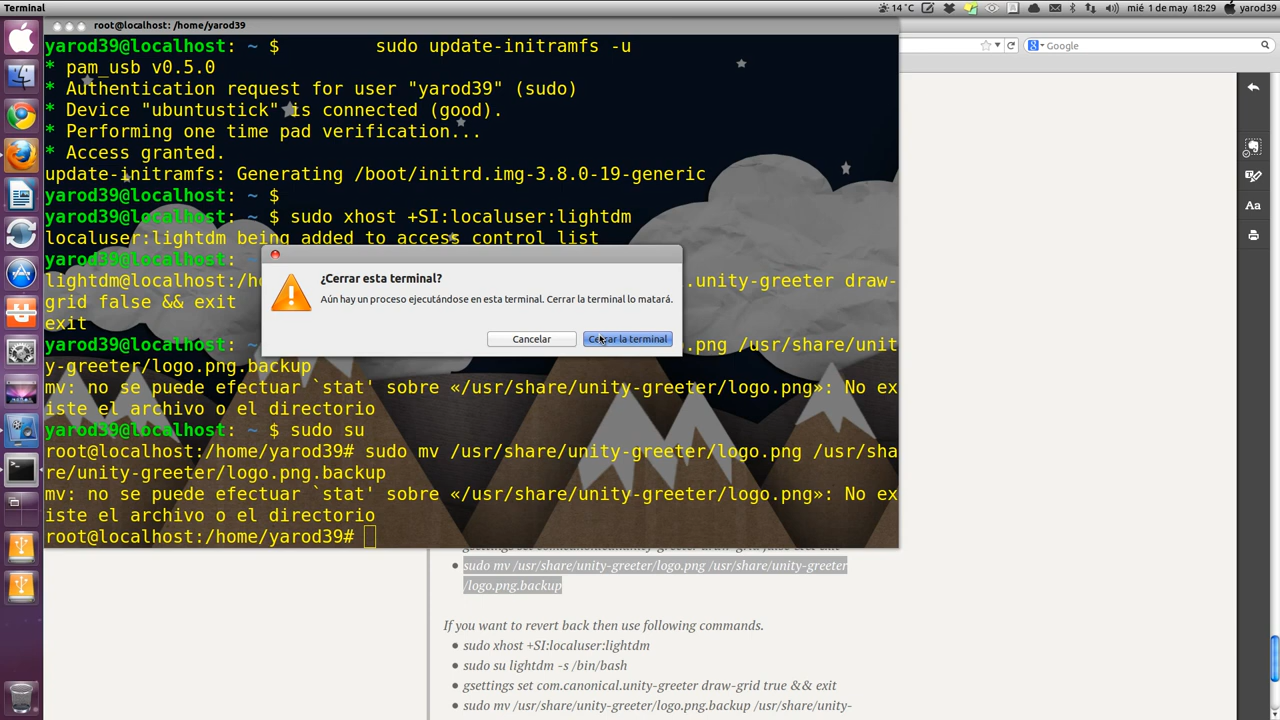 Terminal
14 °C
mié 1 de may 18:29
yarod39
root@localhost: /home/yarod39
Google
yarod39@localhost: ~ $ sudo update-initramfs -u
* pam_usb v0.5.0
* Authentication request for user "yarod39" (sudo)
* Device "ubuntustick" is connected (good).
* Performing one time pad verification...
* Access granted.
update-initramfs: Generating /boot/initrd.img-3.8.0-19-generic
yarod39@localhost: ~ $
yarod39@localhost: ~ $ sudo xhost +SI:localuser:lightdm
localuser:lightdm being added to access control list
yarod39@localhost:
lightdm@localhost:/h .unity-greeter draw-
grid false && exit
exit
yarod39@localhost: ~ .png /usr/share/unit
y-greeter/logo.png.backup
mv: no se puede efectuar `stat' sobre «/usr/share/unity-greeter/logo.png»: No ex
iste el archivo o el directorio
yarod39@localhost: ~ $ sudo su
root@localhost:/home/yarod39# sudo mv /usr/share/unity-greeter/logo.png /usr/sha
re/unity-greeter/logo.png.backup
mv: no se puede efectuar `stat' sobre «/usr/share/unity-greeter/logo.png»: No ex
iste el archivo o el directorio
root@localhost:/home/yarod39#
¿Cerrar esta terminal?
Aún hay un proceso ejecutándose en esta terminal. Cerrar la terminal lo matará.
Cancelar
Cerrar la terminal
Aa
• sudo mv /usr/share/unity-greeter/logo.png /usr/share/unity-greeter
/logo.png.backup
If you want to revert back then use following commands.
• sudo xhost +SI:localuser:lightdm
• sudo su lightdm -s /bin/bash
• gsettings set com.canonical.unity-greeter draw-grid true && exit
• sudo mv /usr/share/unity-greeter/logo.png.backup /usr/share/unity-